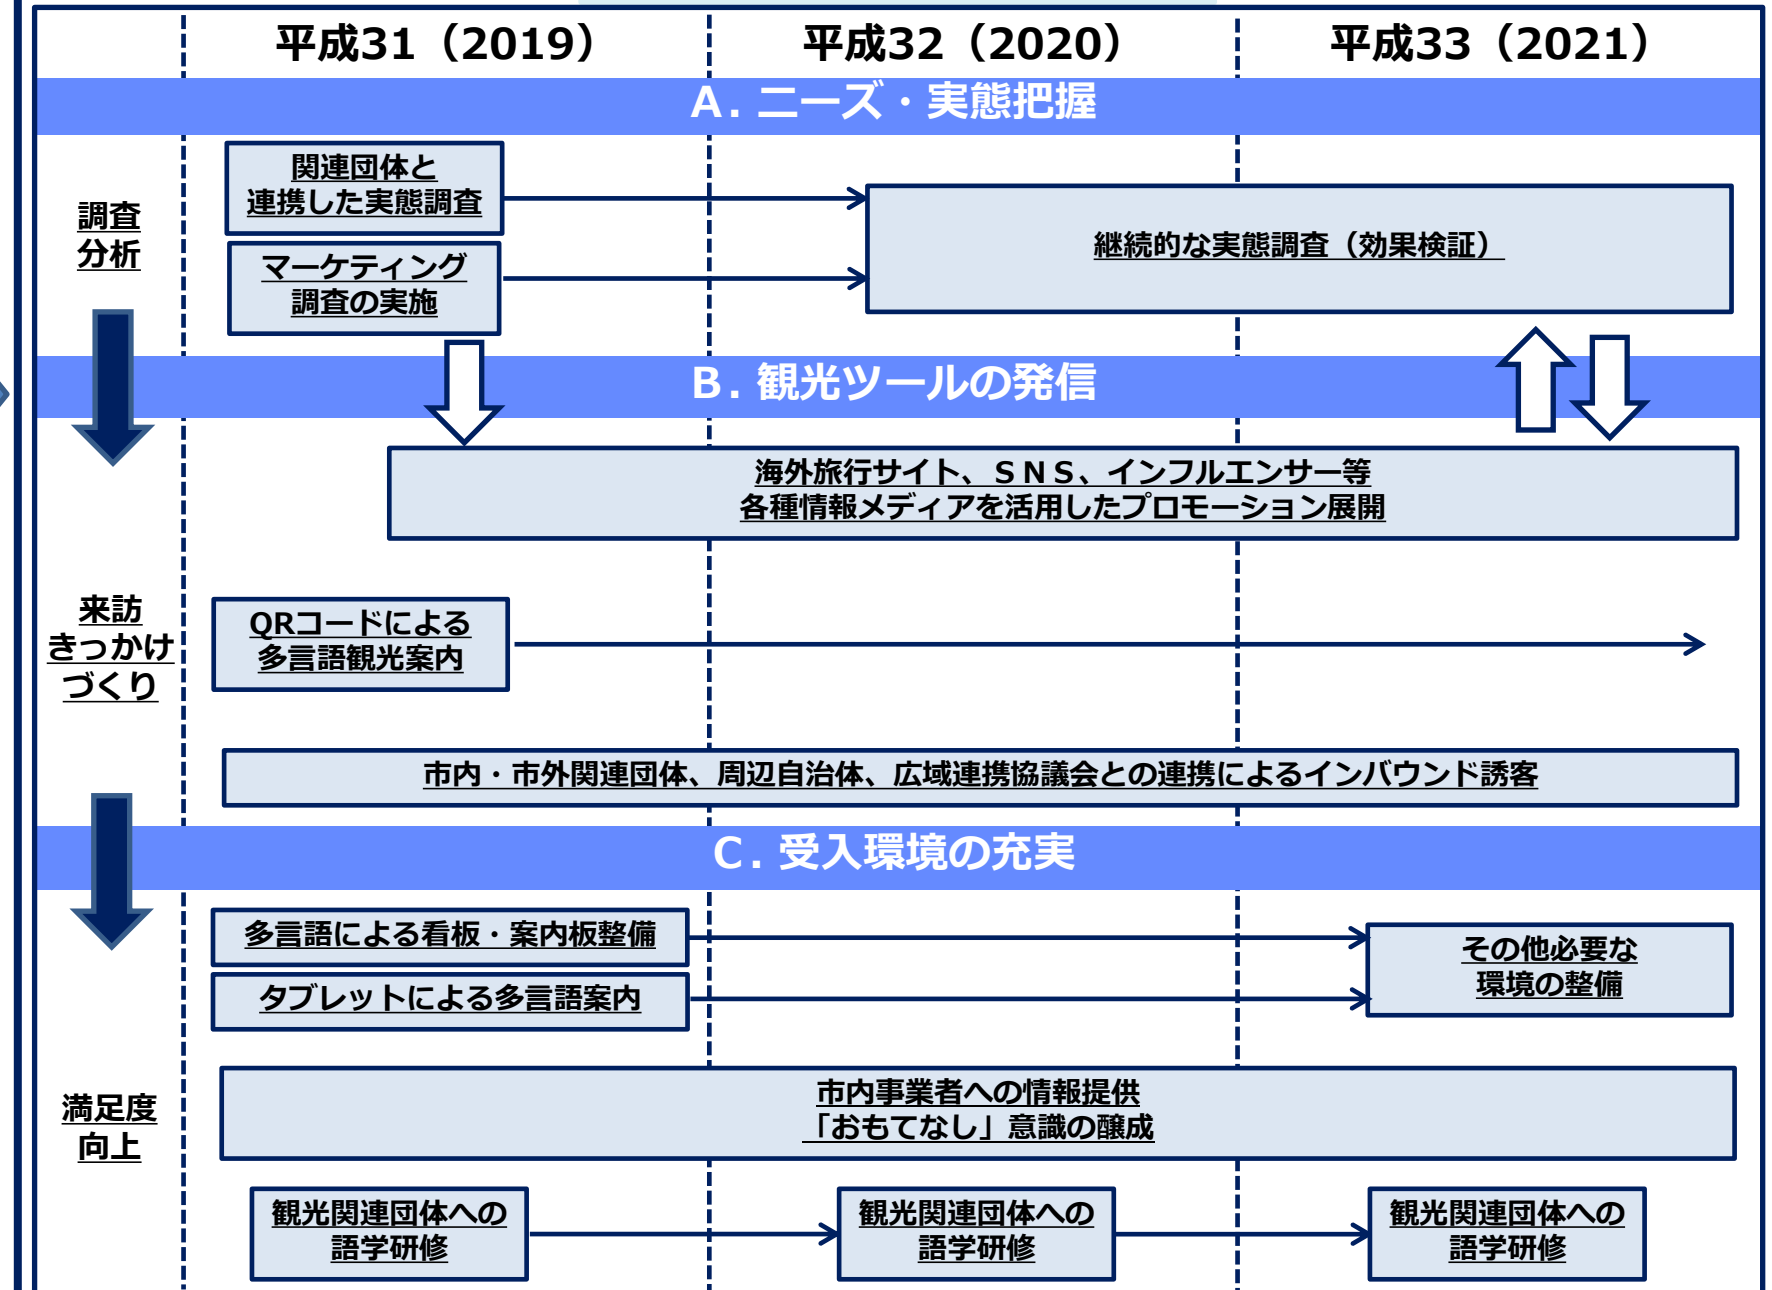 平成31（2019）
平成32（2020）
平成33（2021）
A．ニーズ・実態把握
調査
分析
関連団体と
連携した実態調査
マーケティング
調査の実施
継続的な実態調査（効果検証）
B．観光ツールの発信
海外旅行サイト、ＳＮＳ、インフルエンサー等
各種情報メディアを活用したプロモーション展開
来訪
きっかけ
づくり
QRコードによる
多言語観光案内
市内・市外関連団体、周辺自治体、広域連携協議会との連携によるインバウンド誘客
C．受入環境の充実
多言語による看板・案内板整備
タブレットによる多言語案内
その他必要な
環境の整備
満足度
向上
市内事業者への情報提供
「おもてなし」意識の醸成
観光関連団体への
語学研修
観光関連団体への
語学研修
観光関連団体への
語学研修